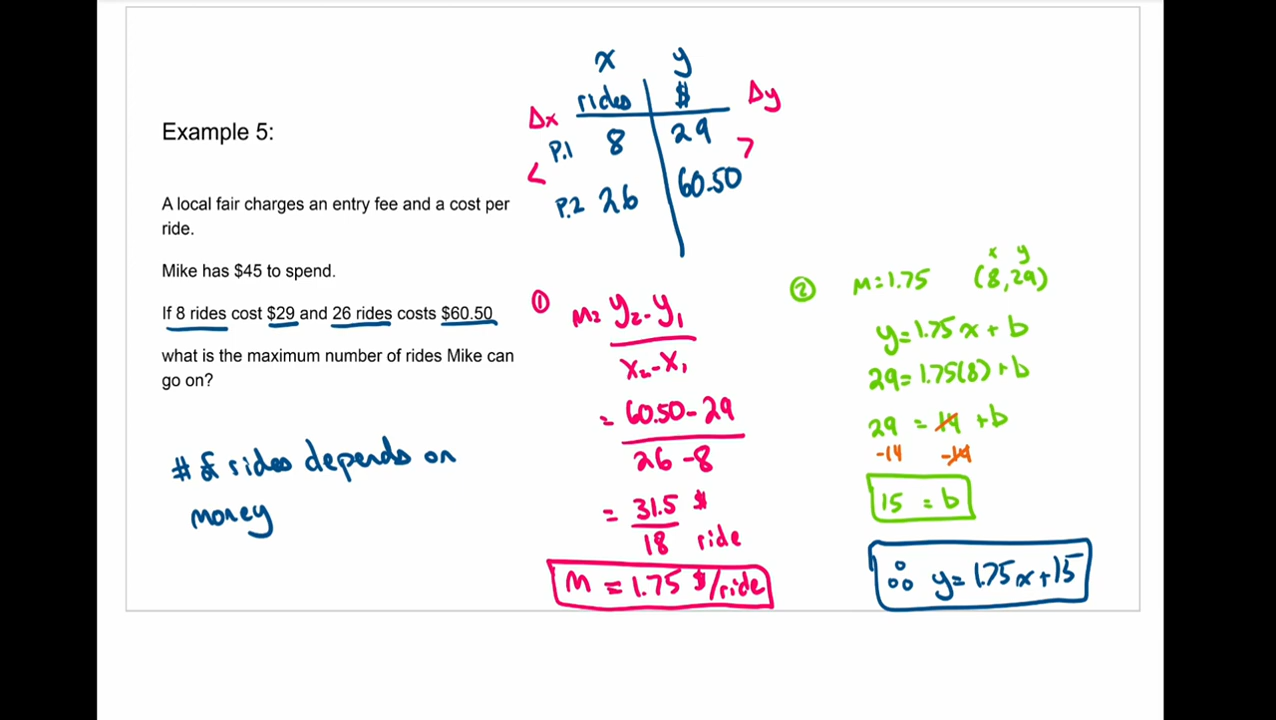 Example 5:
A local fair charges an entry fee and a cost per
ride.
Mike has $45 to spend.
If 8 rides cost $29 and 26 rides costs $60.50
what is the maximum number of rides Mike can
go on?
# of rides depends on
money
x y
rides $
Δx Δy
P.1 8 29
< >
P.2 26 60.50
① m = y₂ - y₁
x₂ - x₁
= 60.50 - 29
26 - 8
= 31.5 $
18 ride
m = 1.75 $/ride
x y
② m = 1.75 (8, 29)
y = 1.75x + b
29 = 1.75(8) + b
29 = 14 + b
-14 -14
15 = b
∴ y = 1.75x + 15